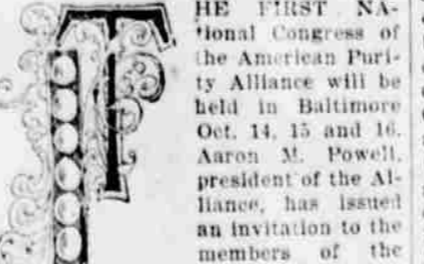 THE FIRST NA-
tional Congress of
the American Puri-
ty Alliance will be
held in Baltimore
Oct. 14, 15 and 16.
Aaron M. Powell,
president of the Al-
liance, has issued
an invitation to the
members of the